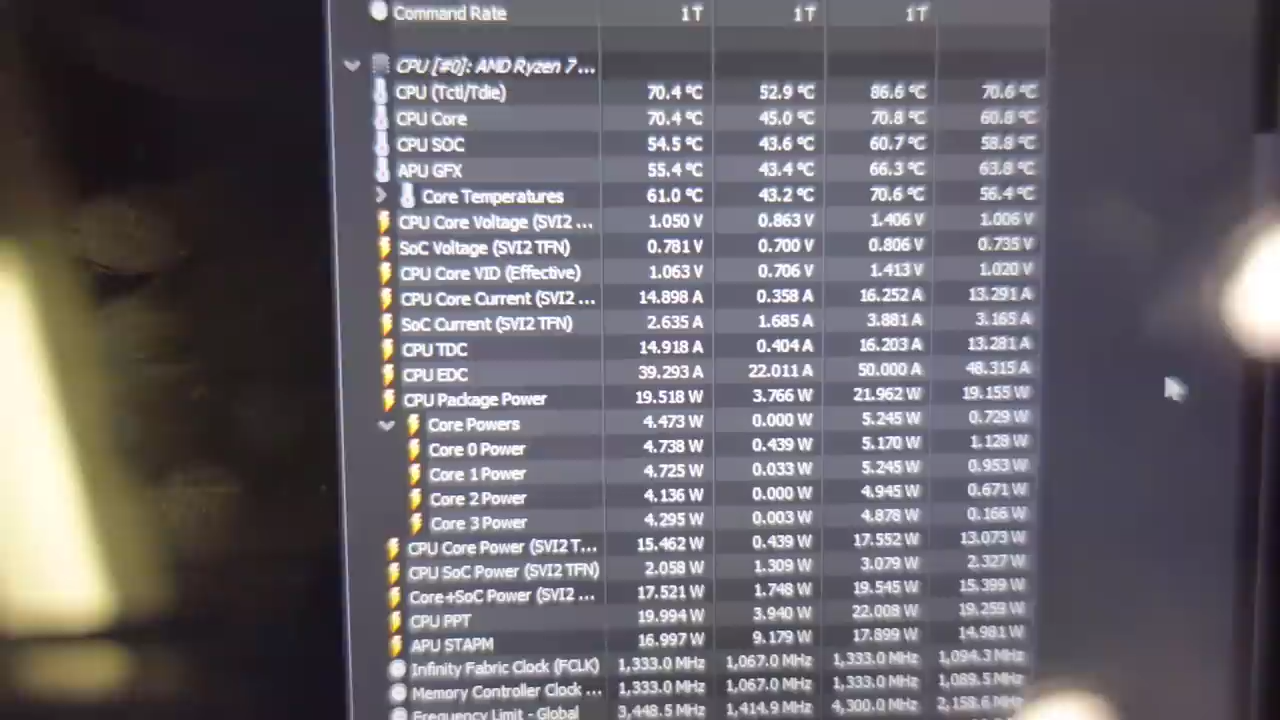 Command Rate 1T 1T 1T
CPU [#0]: AMD Ryzen 7 ...
CPU (Tctl/Tdie) 70.4 °C 52.9 °C 86.6 °C 70.6 °C
CPU Core 70.4 °C 45.0 °C 70.8 °C 60.8 °C
CPU SOC 54.5 °C 43.6 °C 60.7 °C 58.8 °C
APU GFX 55.4 °C 43.4 °C 66.3 °C 63.8 °C
Core Temperatures 61.0 °C 43.2 °C 70.6 °C 56.4 °C
CPU Core Voltage (SVI2 ... 1.050 V 0.863 V 1.406 V 1.006 V
SoC Voltage (SVI2 TFN) 0.781 V 0.700 V 0.806 V 0.735 V
CPU Core VID (Effective) 1.063 V 0.706 V 1.413 V 1.020 V
CPU Core Current (SVI2 ... 14.898 A 0.358 A 16.252 A 13.291 A
SoC Current (SVI2 TFN) 2.635 A 1.685 A 3.881 A 3.165 A
CPU TDC 14.918 A 0.404 A 16.203 A 13.281 A
CPU EDC 39.293 A 22.011 A 50.000 A 48.315 A
CPU Package Power 19.518 W 3.766 W 21.962 W 19.155 W
Core Powers 4.473 W 0.000 W 5.245 W 0.729 W
Core 0 Power 4.738 W 0.439 W 5.170 W 1.128 W
Core 1 Power 4.725 W 0.033 W 5.245 W 0.953 W
Core 2 Power 4.136 W 0.000 W 4.945 W 0.671 W
Core 3 Power 4.295 W 0.003 W 4.878 W 0.166 W
CPU Core Power (SVI2 T... 15.462 W 0.439 W 17.552 W 13.073 W
CPU SoC Power (SVI2 TFN) 2.058 W 1.309 W 3.079 W 2.327 W
Core+SoC Power (SVI2 ... 17.521 W 1.748 W 19.545 W 15.399 W
CPU PPT 19.994 W 3.940 W 22.008 W 19.259 W
APU STAPM 16.997 W 9.179 W 17.899 W 14.981 W
Infinity Fabric Clock (FCLK) 1,333.0 MHz 1,067.0 MHz 1,333.0 MHz 1,094.3 MHz
Memory Controller Clock ... 1,333.0 MHz 1,067.0 MHz 1,333.0 MHz 1,089.5 MHz
Frequency Limit - Global 3,448.5 MHz 1,414.9 MHz 4,300.0 MHz 2,158.6 MHz